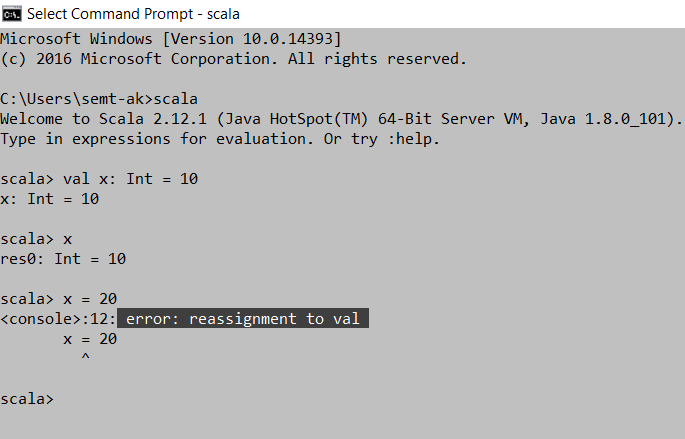 Select Command Prompt - scala
Microsoft Windows [Version 10.0.14393]
(c) 2016 Microsoft Corporation. All rights reserved.
C:\Users\semt-ak>scala
Welcome to Scala 2.12.1 (Java HotSpot(TM) 64-Bit Server VM, Java 1.8.0_101).
Type in expressions for evaluation. Or try :help.
scala> val x: Int = 10
x: Int = 10
scala> x
res0: Int = 10
scala> x = 20
<console>:12: error: reassignment to val
x = 20
^
scala>